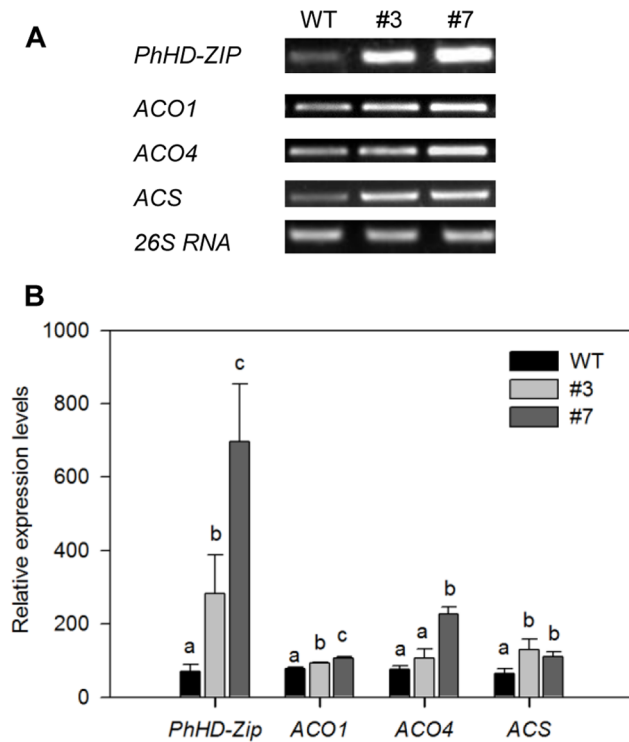 A
WT #3 #7
PhHD-ZIP
ACO1
ACO4
ACS
26S RNA
B
Relative expression levels
1000
800
600
400
200
0
WT
#3
#7
a b c
a b c
a a b
a b b
PhHD-Zip ACO1 ACO4 ACS